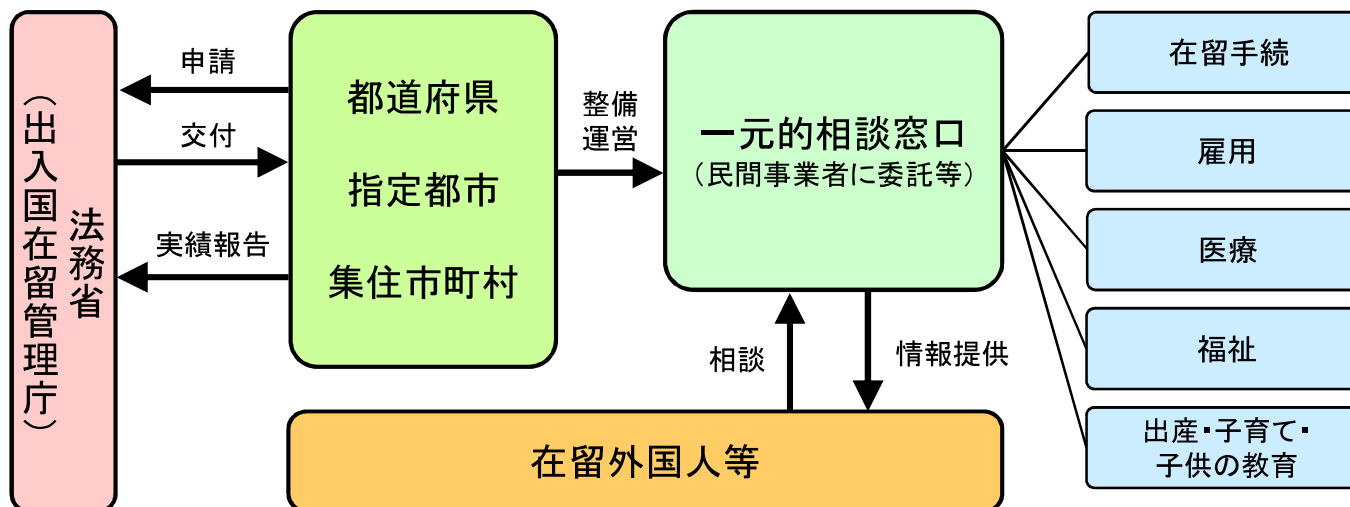 法務省
（出入国在留管理庁）
申請
交付
実績報告
都道府県
指定都市
集住市町村
整備
運営
一元的相談窓口
（民間事業者に委託等）
相談
情報提供
在留外国人等
在留手続
雇用
医療
福祉
出産・子育て・
子供の教育